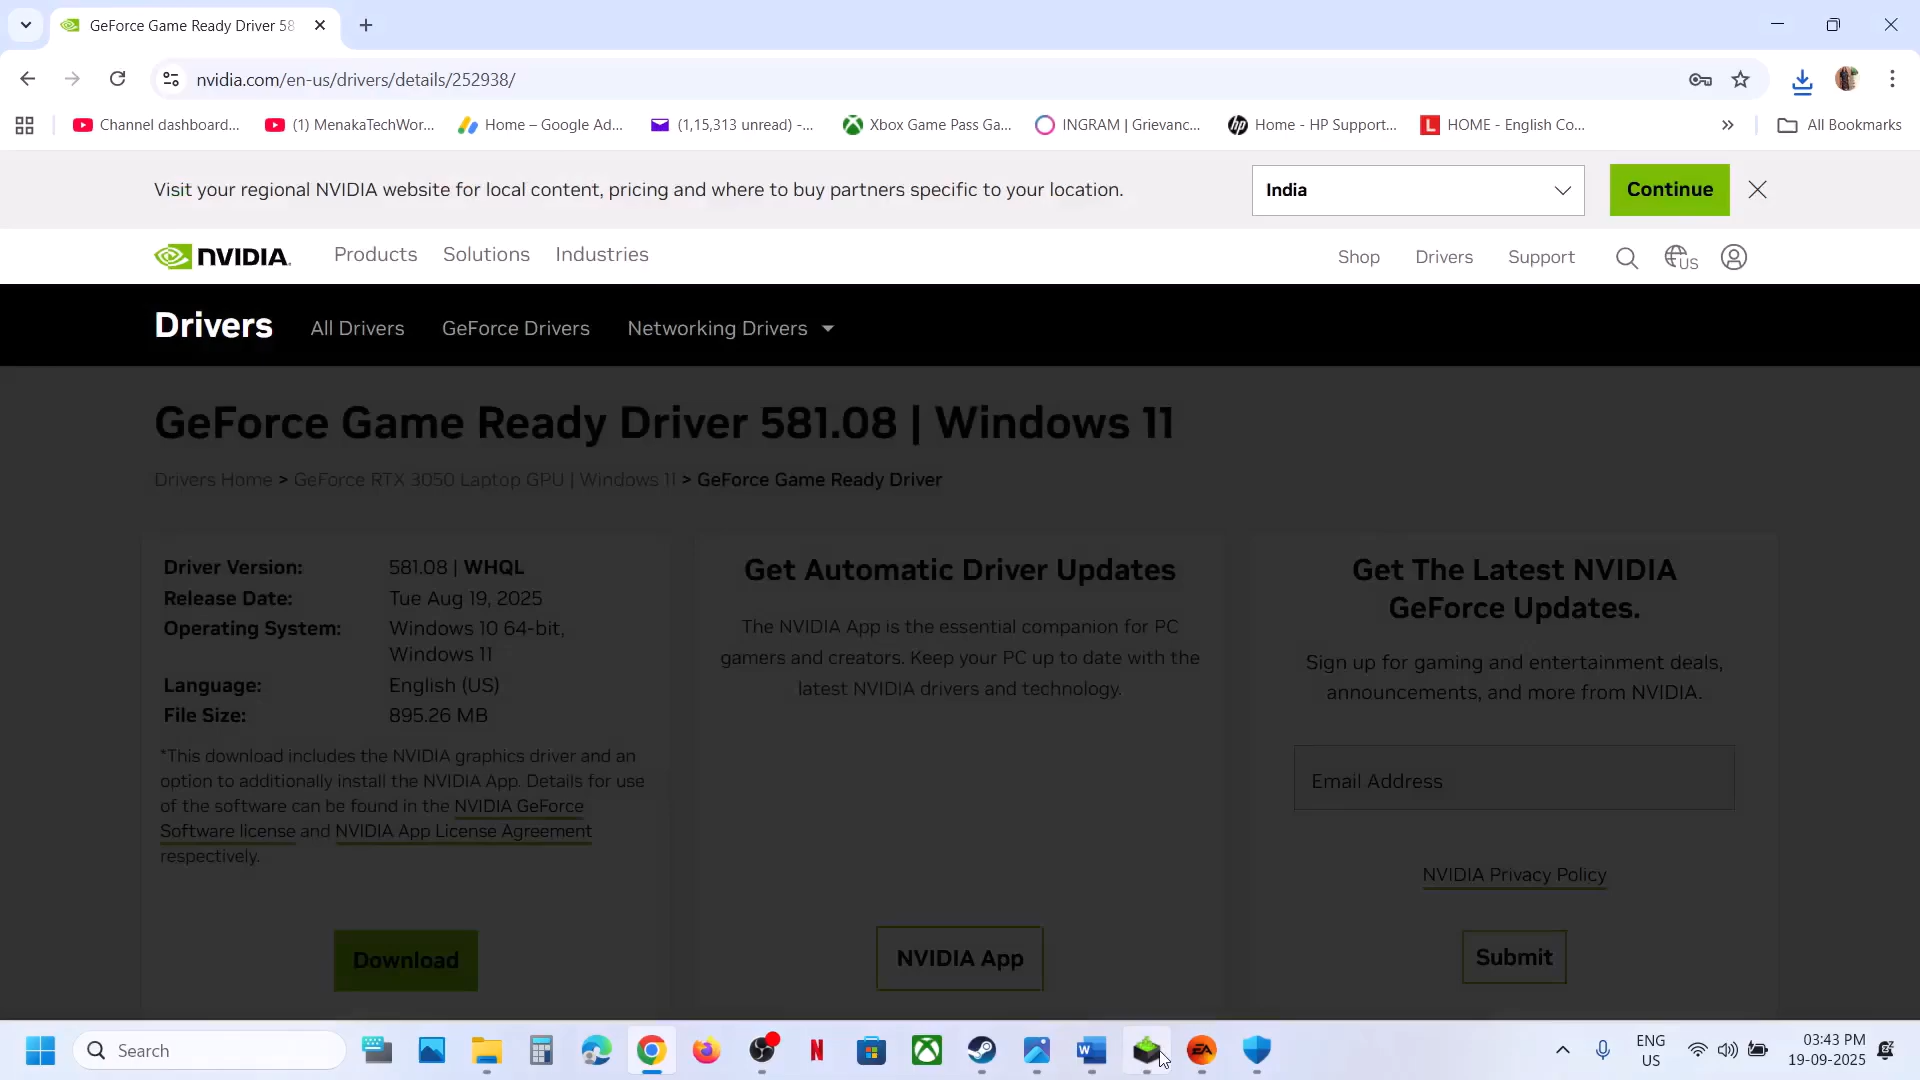 GeForce Game Ready Driver 58
nvidia.com/en-us/drivers/details/252938/
Channel dashboard...
(1) MenakaTechWor...
Home – Google Ad...
(1,15,313 unread) -...
Xbox Game Pass Ga...
INGRAM | Grievanc...
Home - HP Support...
HOME - English Co...
All Bookmarks
Visit your regional NVIDIA website for local content, pricing and where to buy partners specific to your location.
India
Continue
NVIDIA.
Products
Solutions
Industries
Shop
Drivers
Support
US
Drivers
All Drivers
GeForce Drivers
Networking Drivers
GeForce Game Ready Driver 581.08 | Windows 11
Drivers Home > GeForce RTX 3050 Laptop GPU | Windows 11 > GeForce Game Ready Driver
Driver Version: 581.08 | WHQL
Release Date: Tue Aug 19, 2025
Operating System: Windows 10 64-bit,
Windows 11
Language: English (US)
File Size: 895.26 MB
*This download includes the NVIDIA graphics driver and an
option to additionally install the NVIDIA App. Details for use
of the software can be found in the NVIDIA GeForce
Software license and NVIDIA App License Agreement
respectively.
Download
Get Automatic Driver Updates
The NVIDIA App is the essential companion for PC
gamers and creators. Keep your PC up to date with the
latest NVIDIA drivers and technology.
NVIDIA App
Get The Latest NVIDIA
GeForce Updates.
Sign up for gaming and entertainment deals,
announcements, and more from NVIDIA.
Email Address
NVIDIA Privacy Policy
Submit
Search
ENG
US
03:43 PM
19-09-2025